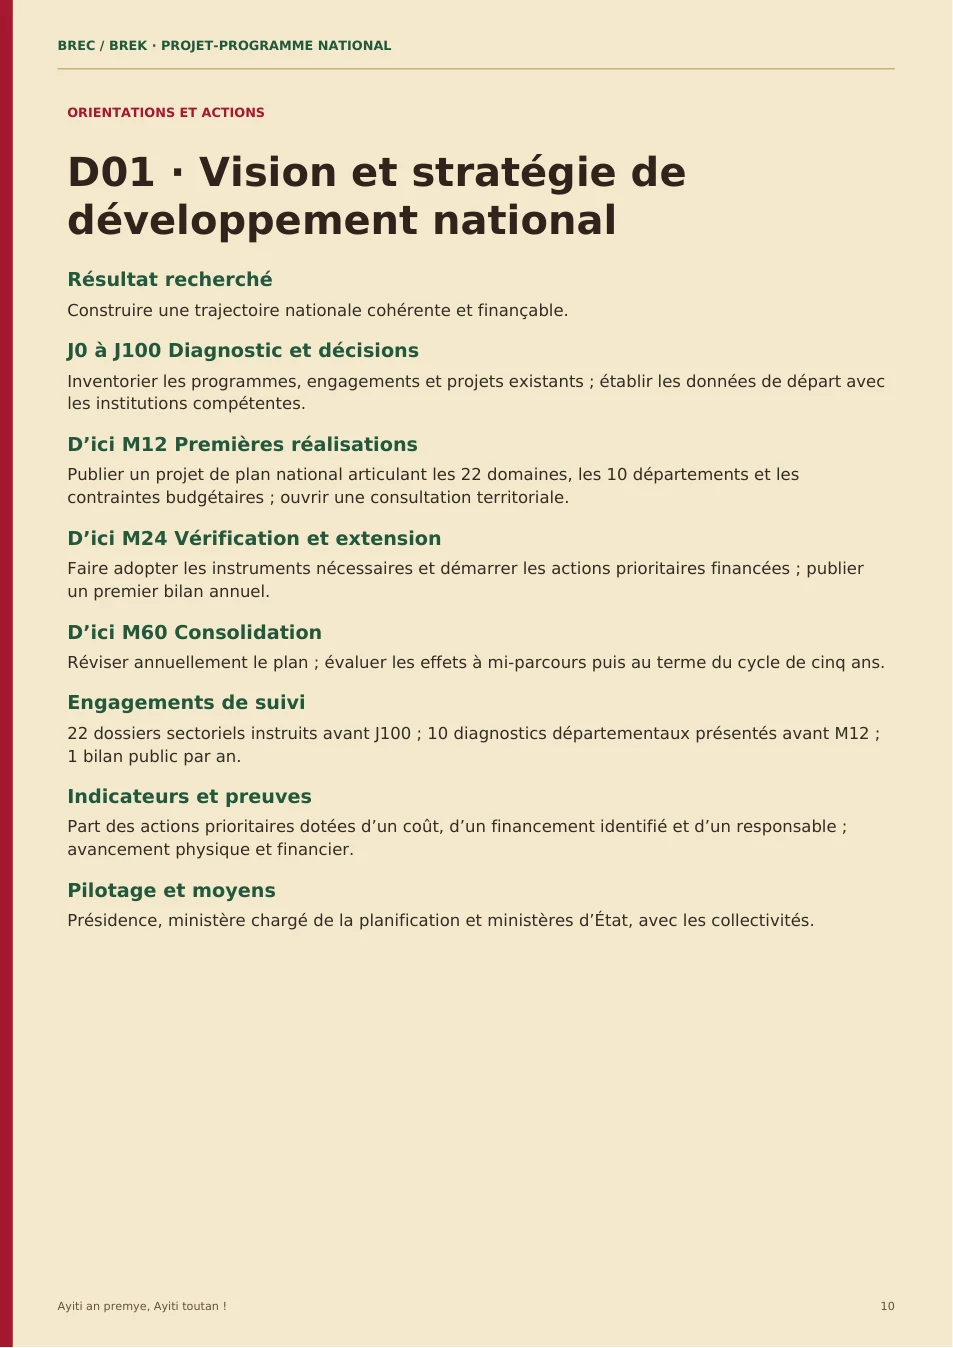 BREC / BREK · PROJET-PROGRAMME NATIONAL
ORIENTATIONS ET ACTIONS
D01 · Vision et stratégie de
développement national
Résultat recherché
Construire une trajectoire nationale cohérente et finançable.
J0 à J100 Diagnostic et décisions
Inventorier les programmes, engagements et projets existants ; établir les données de départ avec
les institutions compétentes.
D’ici M12 Premières réalisations
Publier un projet de plan national articulant les 22 domaines, les 10 départements et les
contraintes budgétaires ; ouvrir une consultation territoriale.
D’ici M24 Vérification et extension
Faire adopter les instruments nécessaires et démarrer les actions prioritaires financées ; publier
un premier bilan annuel.
D’ici M60 Consolidation
Réviser annuellement le plan ; évaluer les effets à mi-parcours puis au terme du cycle de cinq ans.
Engagements de suivi
22 dossiers sectoriels instruits avant J100 ; 10 diagnostics départementaux présentés avant M12 ;
1 bilan public par an.
Indicateurs et preuves
Part des actions prioritaires dotées d’un coût, d’un financement identifié et d’un responsable ;
avancement physique et financier.
Pilotage et moyens
Présidence, ministère chargé de la planification et ministères d’État, avec les collectivités.
Ayiti an premye, Ayiti toutan !
10